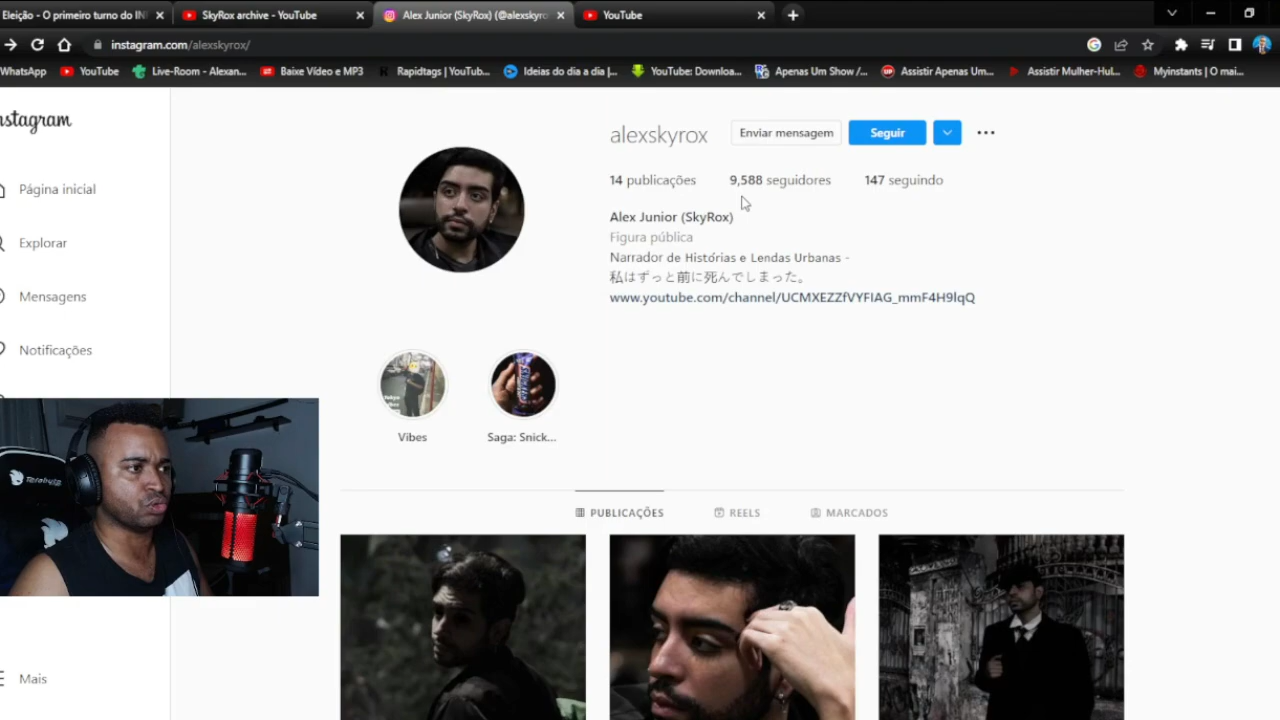 Eleição - O primeiro turno do IN
SkyRox archive - YouTube
Alex Junior (SkyRox) (@alexskyro
YouTube
instagram.com/alexskyrox/
WhatsApp
YouTube
Live-Room - Alexan...
Baixe Vídeo e MP3
Rapidtags | YouTub...
Ideias do dia a dia |...
YouTube: Downloa...
Apenas Um Show /...
Assistir Apenas Um...
Assistir Mulher-Hul...
Myinstants | O mai...
nstagram
alexskyrox
Enviar mensagem
Seguir
14 publicações
9,588 seguidores
147 seguindo
Alex Junior (SkyRox)
Figura pública
Narrador de Histórias e Lendas Urbanas -
私はずっと前に死んでしまった。
www.youtube.com/channel/UCMXEZZfVYFIAG_mmF4H9lqQ
Página inicial
Explorar
Mensagens
Notificações
Mais
Vibes
Saga: Snick...
PUBLICAÇÕES
REELS
MARCADOS